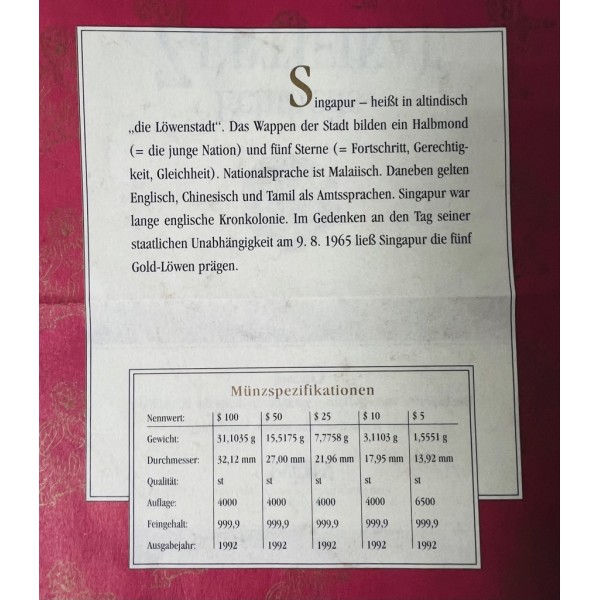 Singapur – heißt in altindisch
„die Löwenstadt“. Das Wappen der Stadt bilden ein Halbmond
(= die junge Nation) und fünf Sterne (= Fortschritt, Gerechtig-
keit, Gleichheit). Nationalsprache ist Malaiisch. Daneben gelten
Englisch, Chinesisch und Tamil als Amtssprachen. Singapur war
lange englische Kronkolonie. Im Gedenken an den Tag seiner
staatlichen Unabhängigkeit am 9. 8. 1965 ließ Singapur die fünf
Gold-Löwen prägen.
Münzspezifikationen
Nennwert: $ 100 $ 50 $ 25 $ 10 $ 5
Gewicht: 31,1035 g 15,5175 g 7,7758 g 3,1103 g 1,5551 g
Durchmesser: 32,12 mm 27,00 mm 21,96 mm 17,95 mm 13,92 mm
Qualität: st st st st st
Auflage: 4000 4000 4000 4000 6500
Feingehalt: 999,9 999,9 999,9 999,9 999,9
Ausgabejahr: 1992 1992 1992 1992 1992